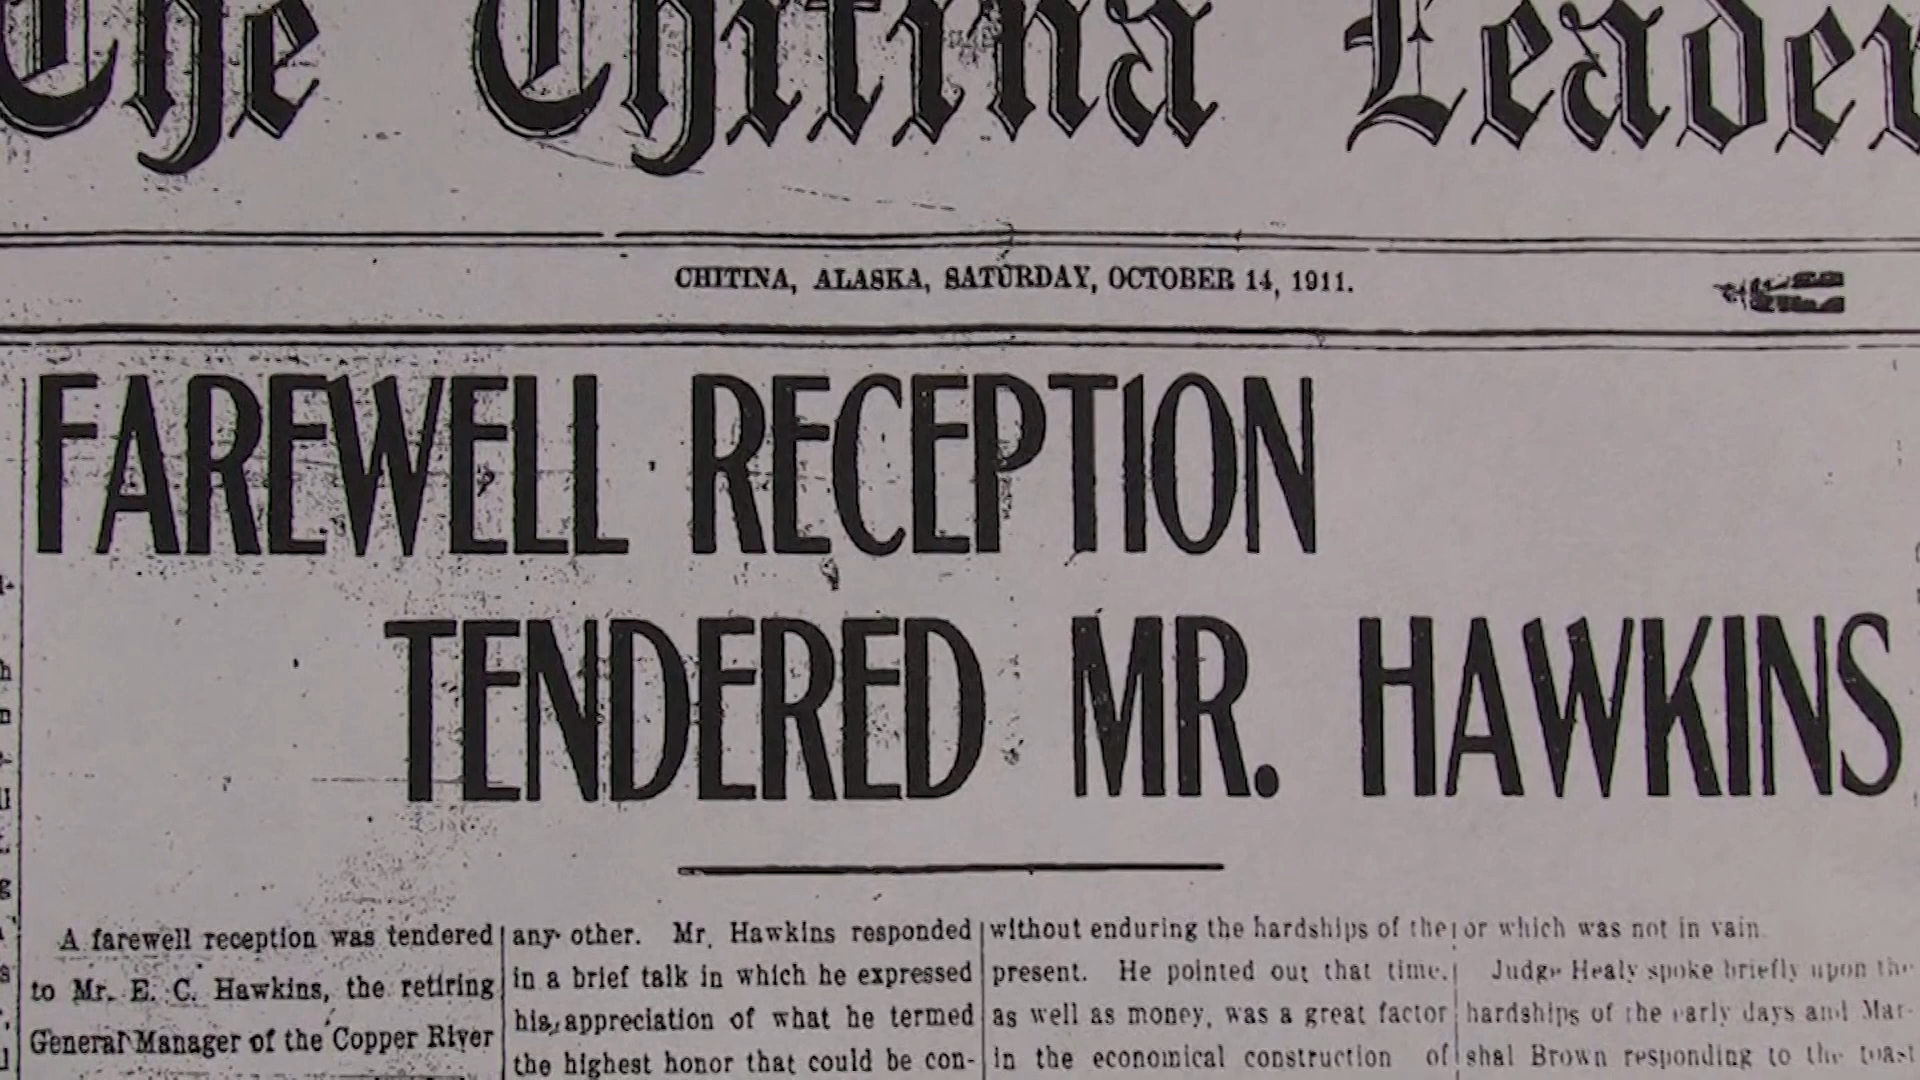 The Chitina Leader
CHITINA, ALASKA, SATURDAY, OCTOBER 14, 1911.
FAREWELL RECEPTION
TENDERED MR. HAWKINS
A farewell reception was tendered
to Mr. E. C. Hawkins, the retiring
General Manager of the Copper River
any other. Mr. Hawkins responded
in a brief talk in which he expressed
his appreciation of what he termed
the highest honor that could be con-
without enduring the hardships of the
present. He pointed out that time,
as well as money, was a great factor
in the economical construction of
or which was not in vain
Judge Healy spoke briefly upon the
hardships of the early days and Mar-
shal Brown responding to the toast